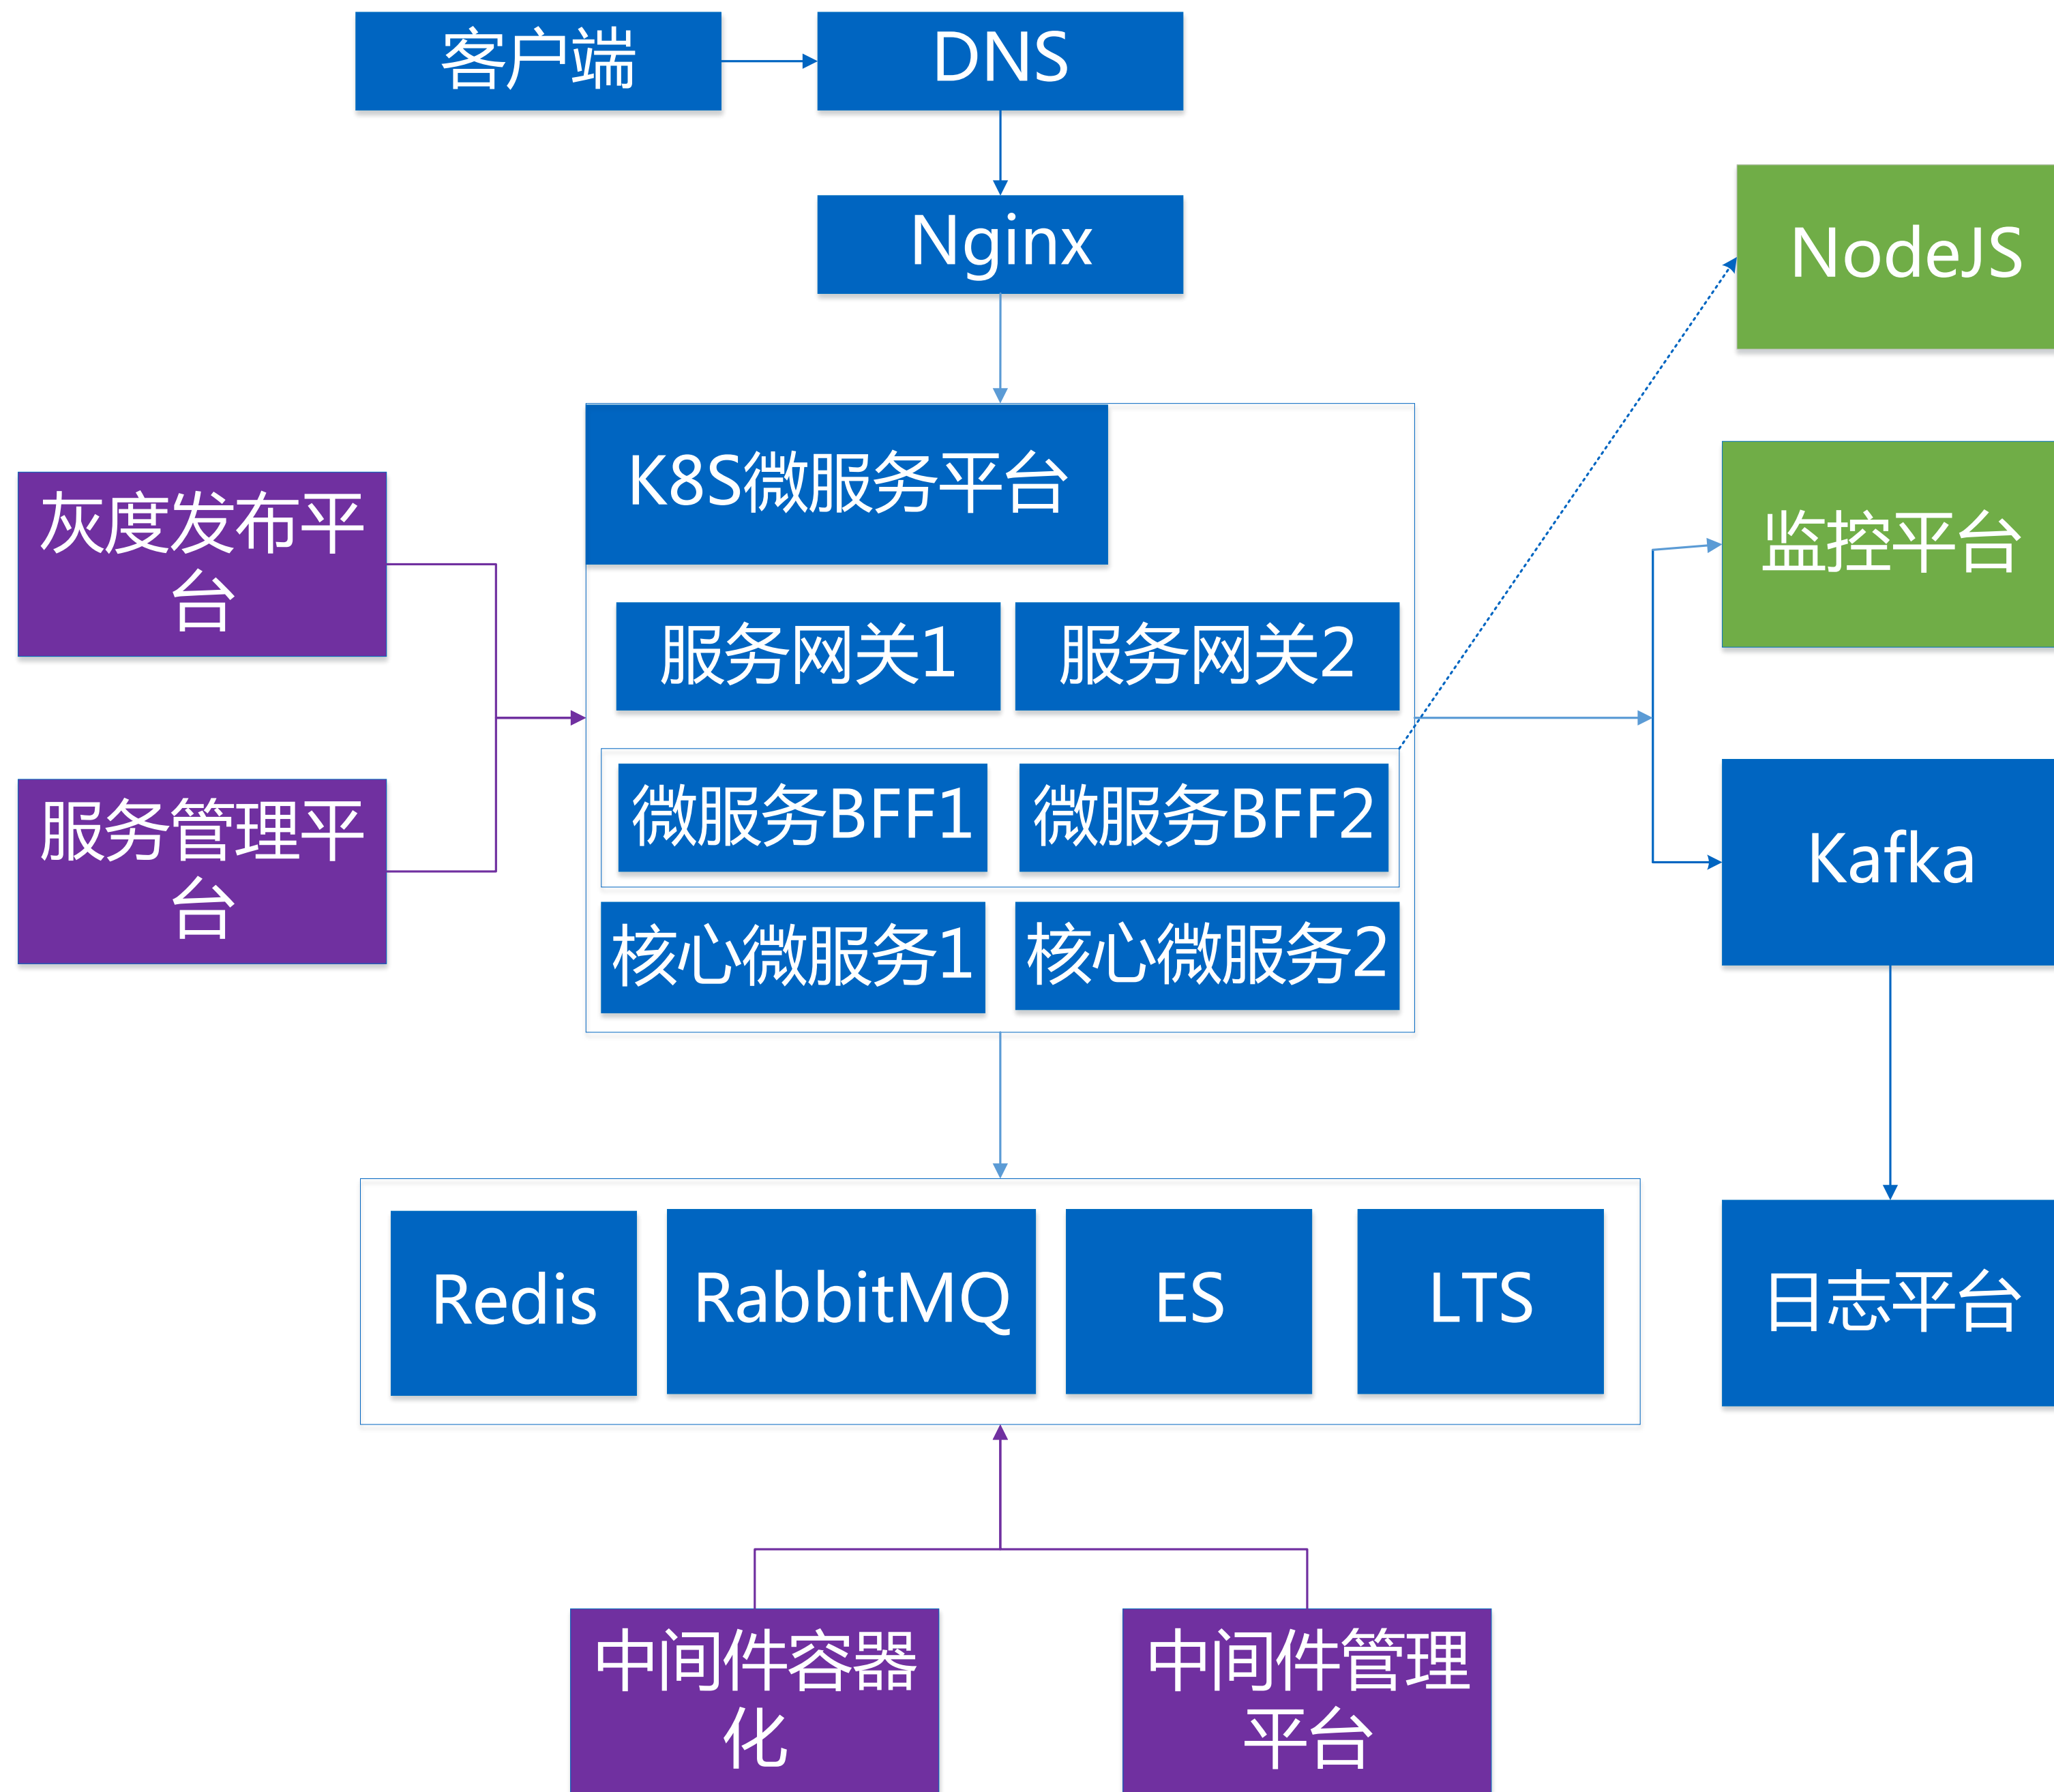 客户端
DNS
Nginx
NodeJS
K8S微服务平台
灰度发布平
台
监控平台
服务网关1
服务网关2
服务管理平
台
微服务BFF1
微服务BFF2
Kafka
核心微服务1
核心微服务2
Redis
RabbitMQ
ES
LTS
日志平台
中间件容器
化
中间件管理
平台